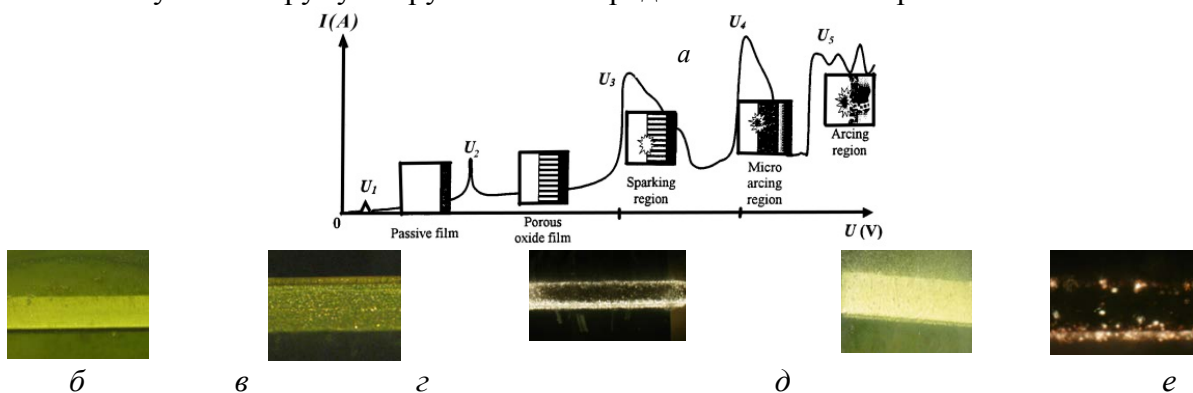 I(A)
U4
U5
а
U3
U2
U1
Arcing
region
Sparking
region
Micro
arcing
region
0
Passive film
Porous
oxide film
U (V)
б в г д е